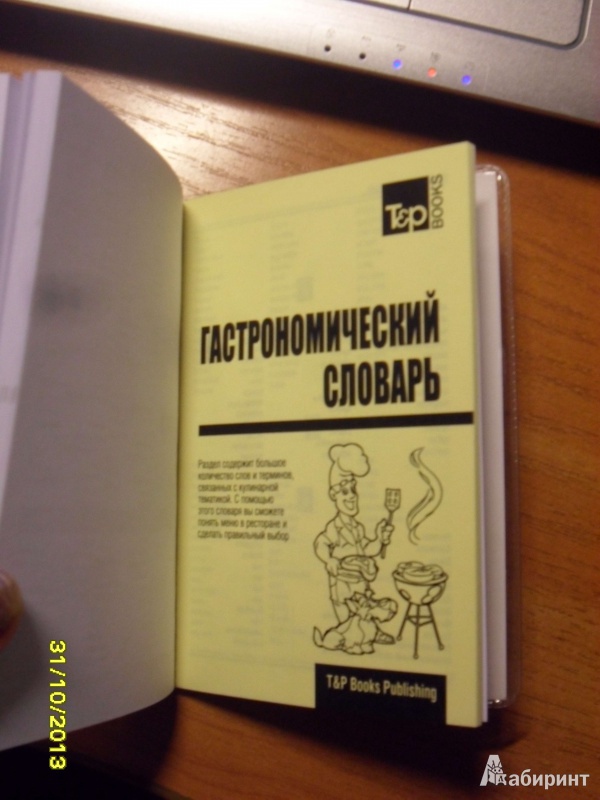 T&P
BOOKS
ГАСТРОНОМИЧЕСКИЙ
СЛОВАРЬ
Раздел содержит большое
количество слов и терминов,
связанных с кулинарной
тематикой. С помощью
этого словаря вы сможете
понять меню в ресторане и
сделать правильный выбор
T&P Books Publishing
31/10/2013
Лабиринт